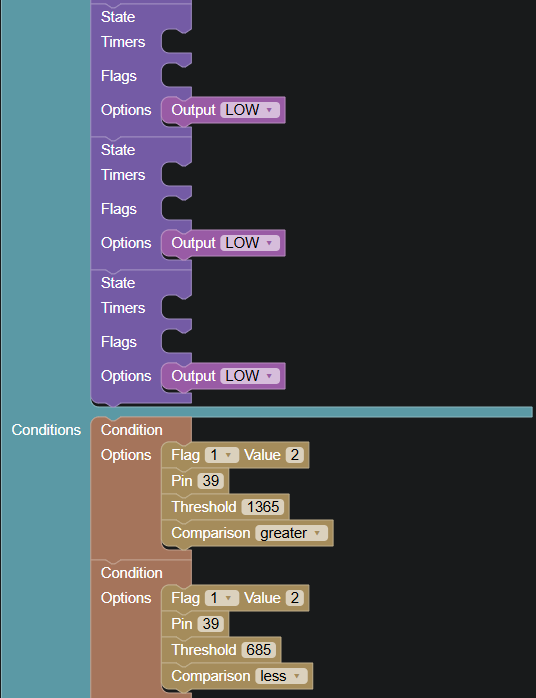 State
Timers
Flags
Options Output LOW
State
Timers
Flags
Options Output LOW
State
Timers
Flags
Options Output LOW
Conditions Condition
Options Flag 1 Value 2
Pin 39
Threshold 1365
Comparison greater
Condition
Options Flag 1 Value 2
Pin 39
Threshold 685
Comparison less